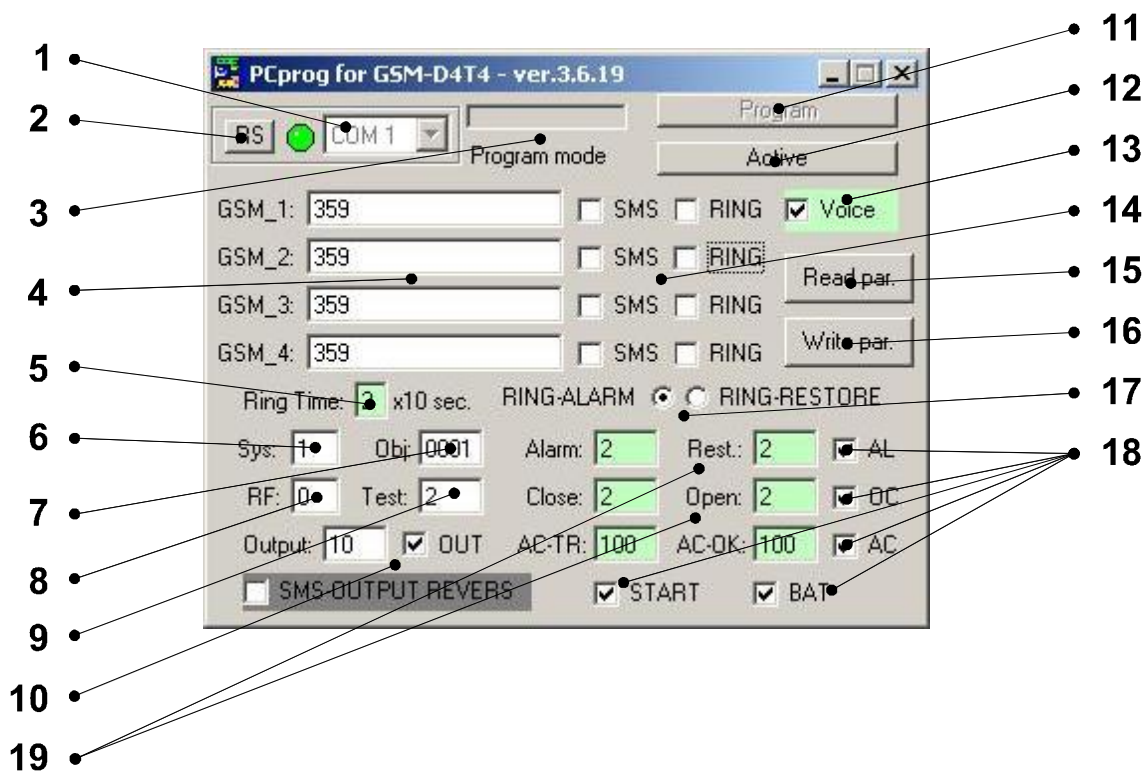 PCprog for GSM-D4T4 - ver.3.6.19
RS COM 1 Program
Program mode Active
GSM_1: 359 SMS RING Voice
GSM_2: 359 SMS RING Read par.
GSM_3: 359 SMS RING
GSM_4: 359 SMS RING Write par.
Ring Time: 2 x10 sec. RING-ALARM RING-RESTORE
Sys: 1 Obj: 0001 Alarm: 2 Rest.: 2 AL
RF: 0 Test: 2 Close: 2 Open: 2 OC
Output: 10 OUT AC-TR: 100 AC-OK: 100 AC
SMS-OUTPUT REVERS START BAT
1
2
3
4
5
6
7
8
9
10
19
11
12
13
14
15
16
17
18